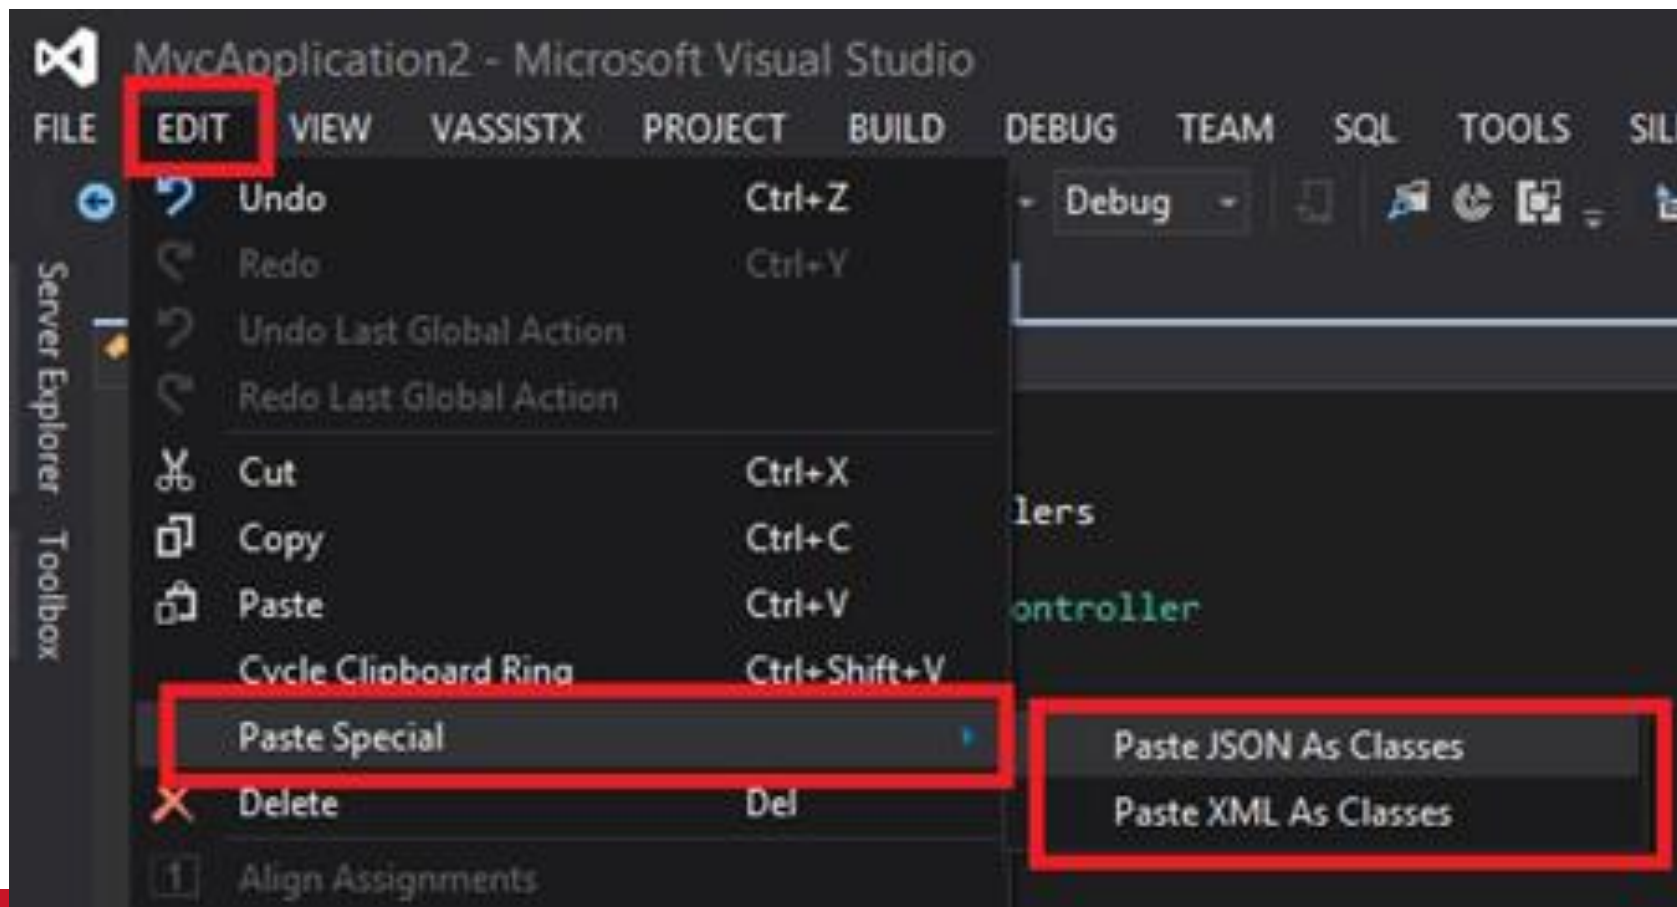 MvcApplication2 - Microsoft Visual Studio
FILE EDIT VIEW VASSISTX PROJECT BUILD DEBUG TEAM SQL TOOLS SIL
Debug
Undo Ctrl+Z
Redo Ctrl+Y
Undo Last Global Action
Redo Last Global Action
Cut Ctrl+X
Copy Ctrl+C
Paste Ctrl+V
Cycle Clipboard Ring Ctrl+Shift+V
Paste Special
Delete Del
Align Assignments
Paste JSON As Classes
Paste XML As Classes
Server Explorer
Toolbox
lers
ontroller